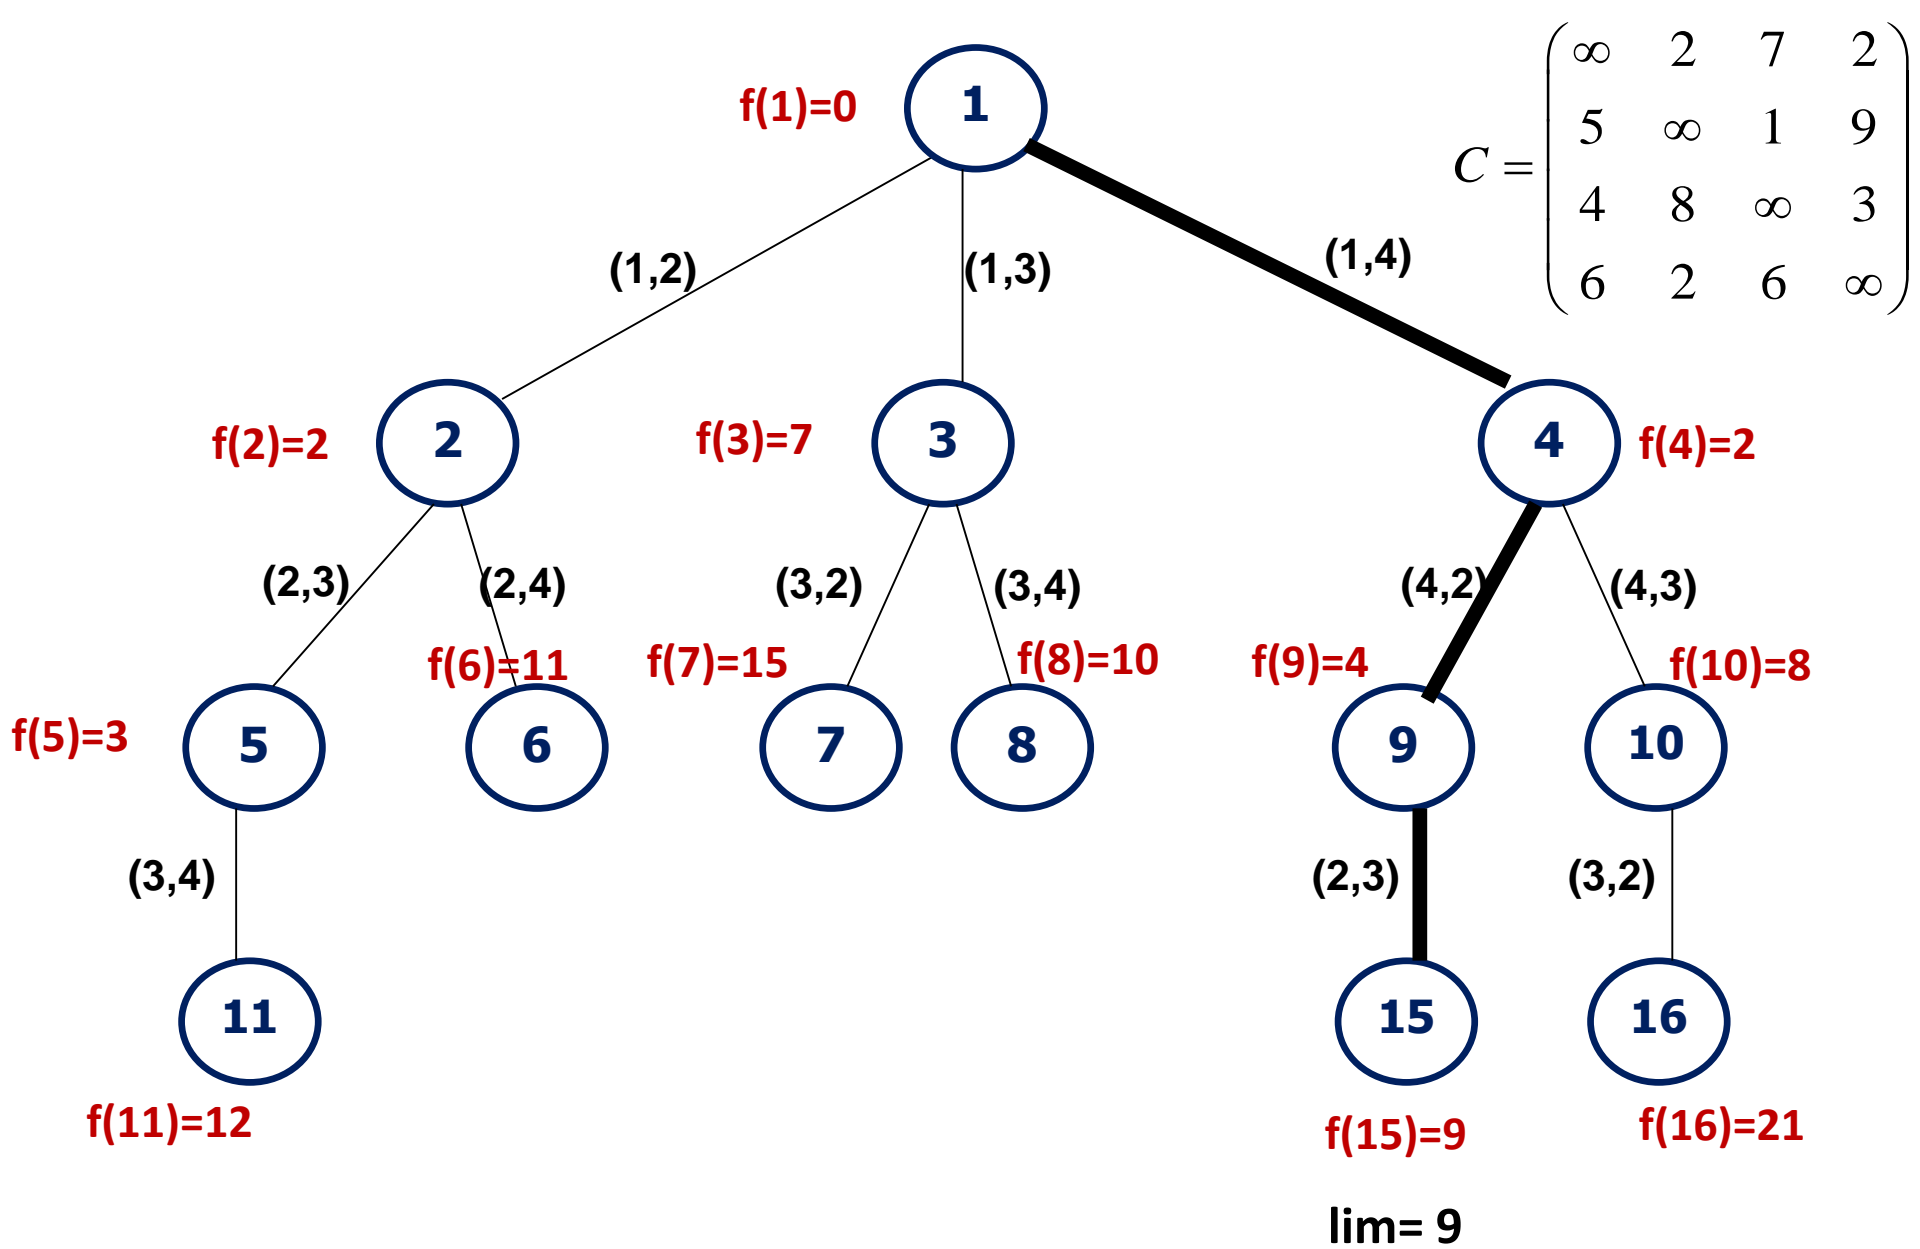 ∞ 2 7 2
1
f(1)=0
5 ∞ 1 9
C =
4 8 ∞ 3
(1,2)
(1,3)
(1,4)
6 2 6 ∞
f(2)=2
2
f(3)=7
3
4
f(4)=2
(2,3)
(2,4)
(3,2)
(3,4)
(4,2)
(4,3)
f(6)=11
f(7)=15
f(8)=10
f(9)=4
f(10)=8
f(5)=3
5
6
7
8
9
10
(3,4)
(2,3)
(3,2)
11
15
16
f(11)=12
f(15)=9
f(16)=21
lim= 9